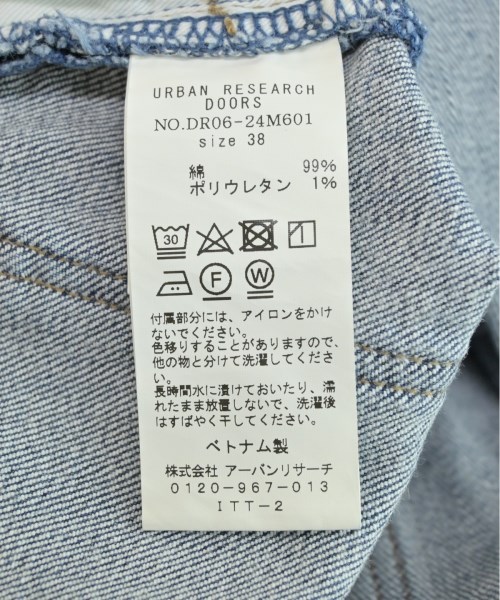 URBAN RESEARCH
DOORS
NO.DR06-24M601
size 38
綿 99%
ポリウレタン 1%
30
F W
付属部分には、アイロンをかけ
ないでください。
色移りすることがありますので、
他の物と分けて洗濯してくださ
い。
長時間水に漬けておいたり、濡
れたまま放置しないで、洗濯後
はすばやく干してください。
ベトナム製
株式会社 アーバンリサーチ
0120-967-013
ITT-2